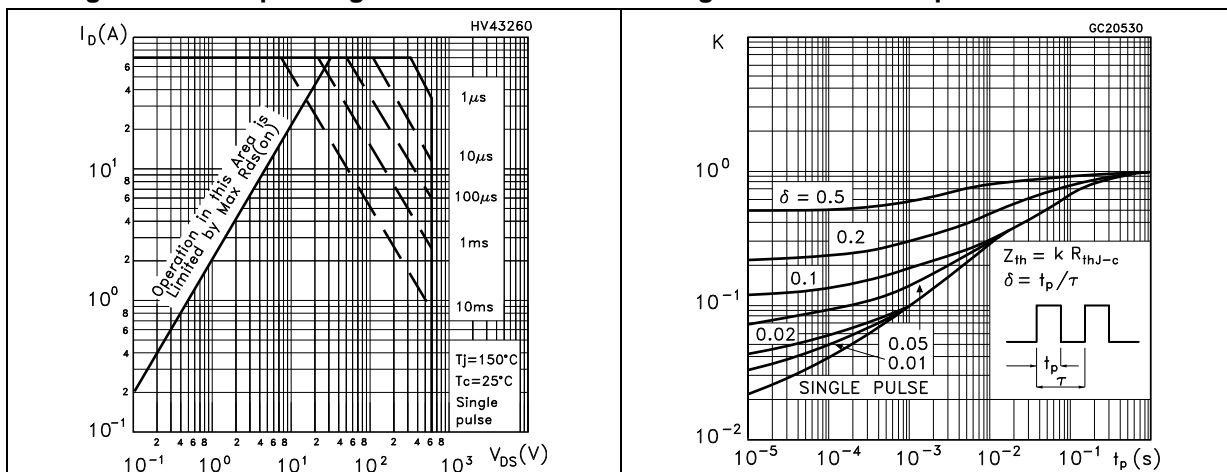 I_D(A)
HV43260
6
4
2
10^1
8
6
4
2
10^0
8
6
4
2
10^-1
Operation in this Area is
Limited by Max Rds(on)
1µs
10µs
100µs
1ms
10ms
Tj=150°C
Tc=25°C
Single
pulse
2 4 6 8 2 4 6 8 2 4 6 8 2 4 6 8
10^-1 10^0 10^1 10^2 10^3
V_DS(V)
K
GC20530
10^0
10^-1
10^-2
δ = 0.5
0.2
0.1
0.02
0.05
0.01
SINGLE PULSE
Z_th = k R_thJ-c
δ = t_p/τ
t_p
τ
10^-5 10^-4 10^-3 10^-2 10^-1 t_p(s)